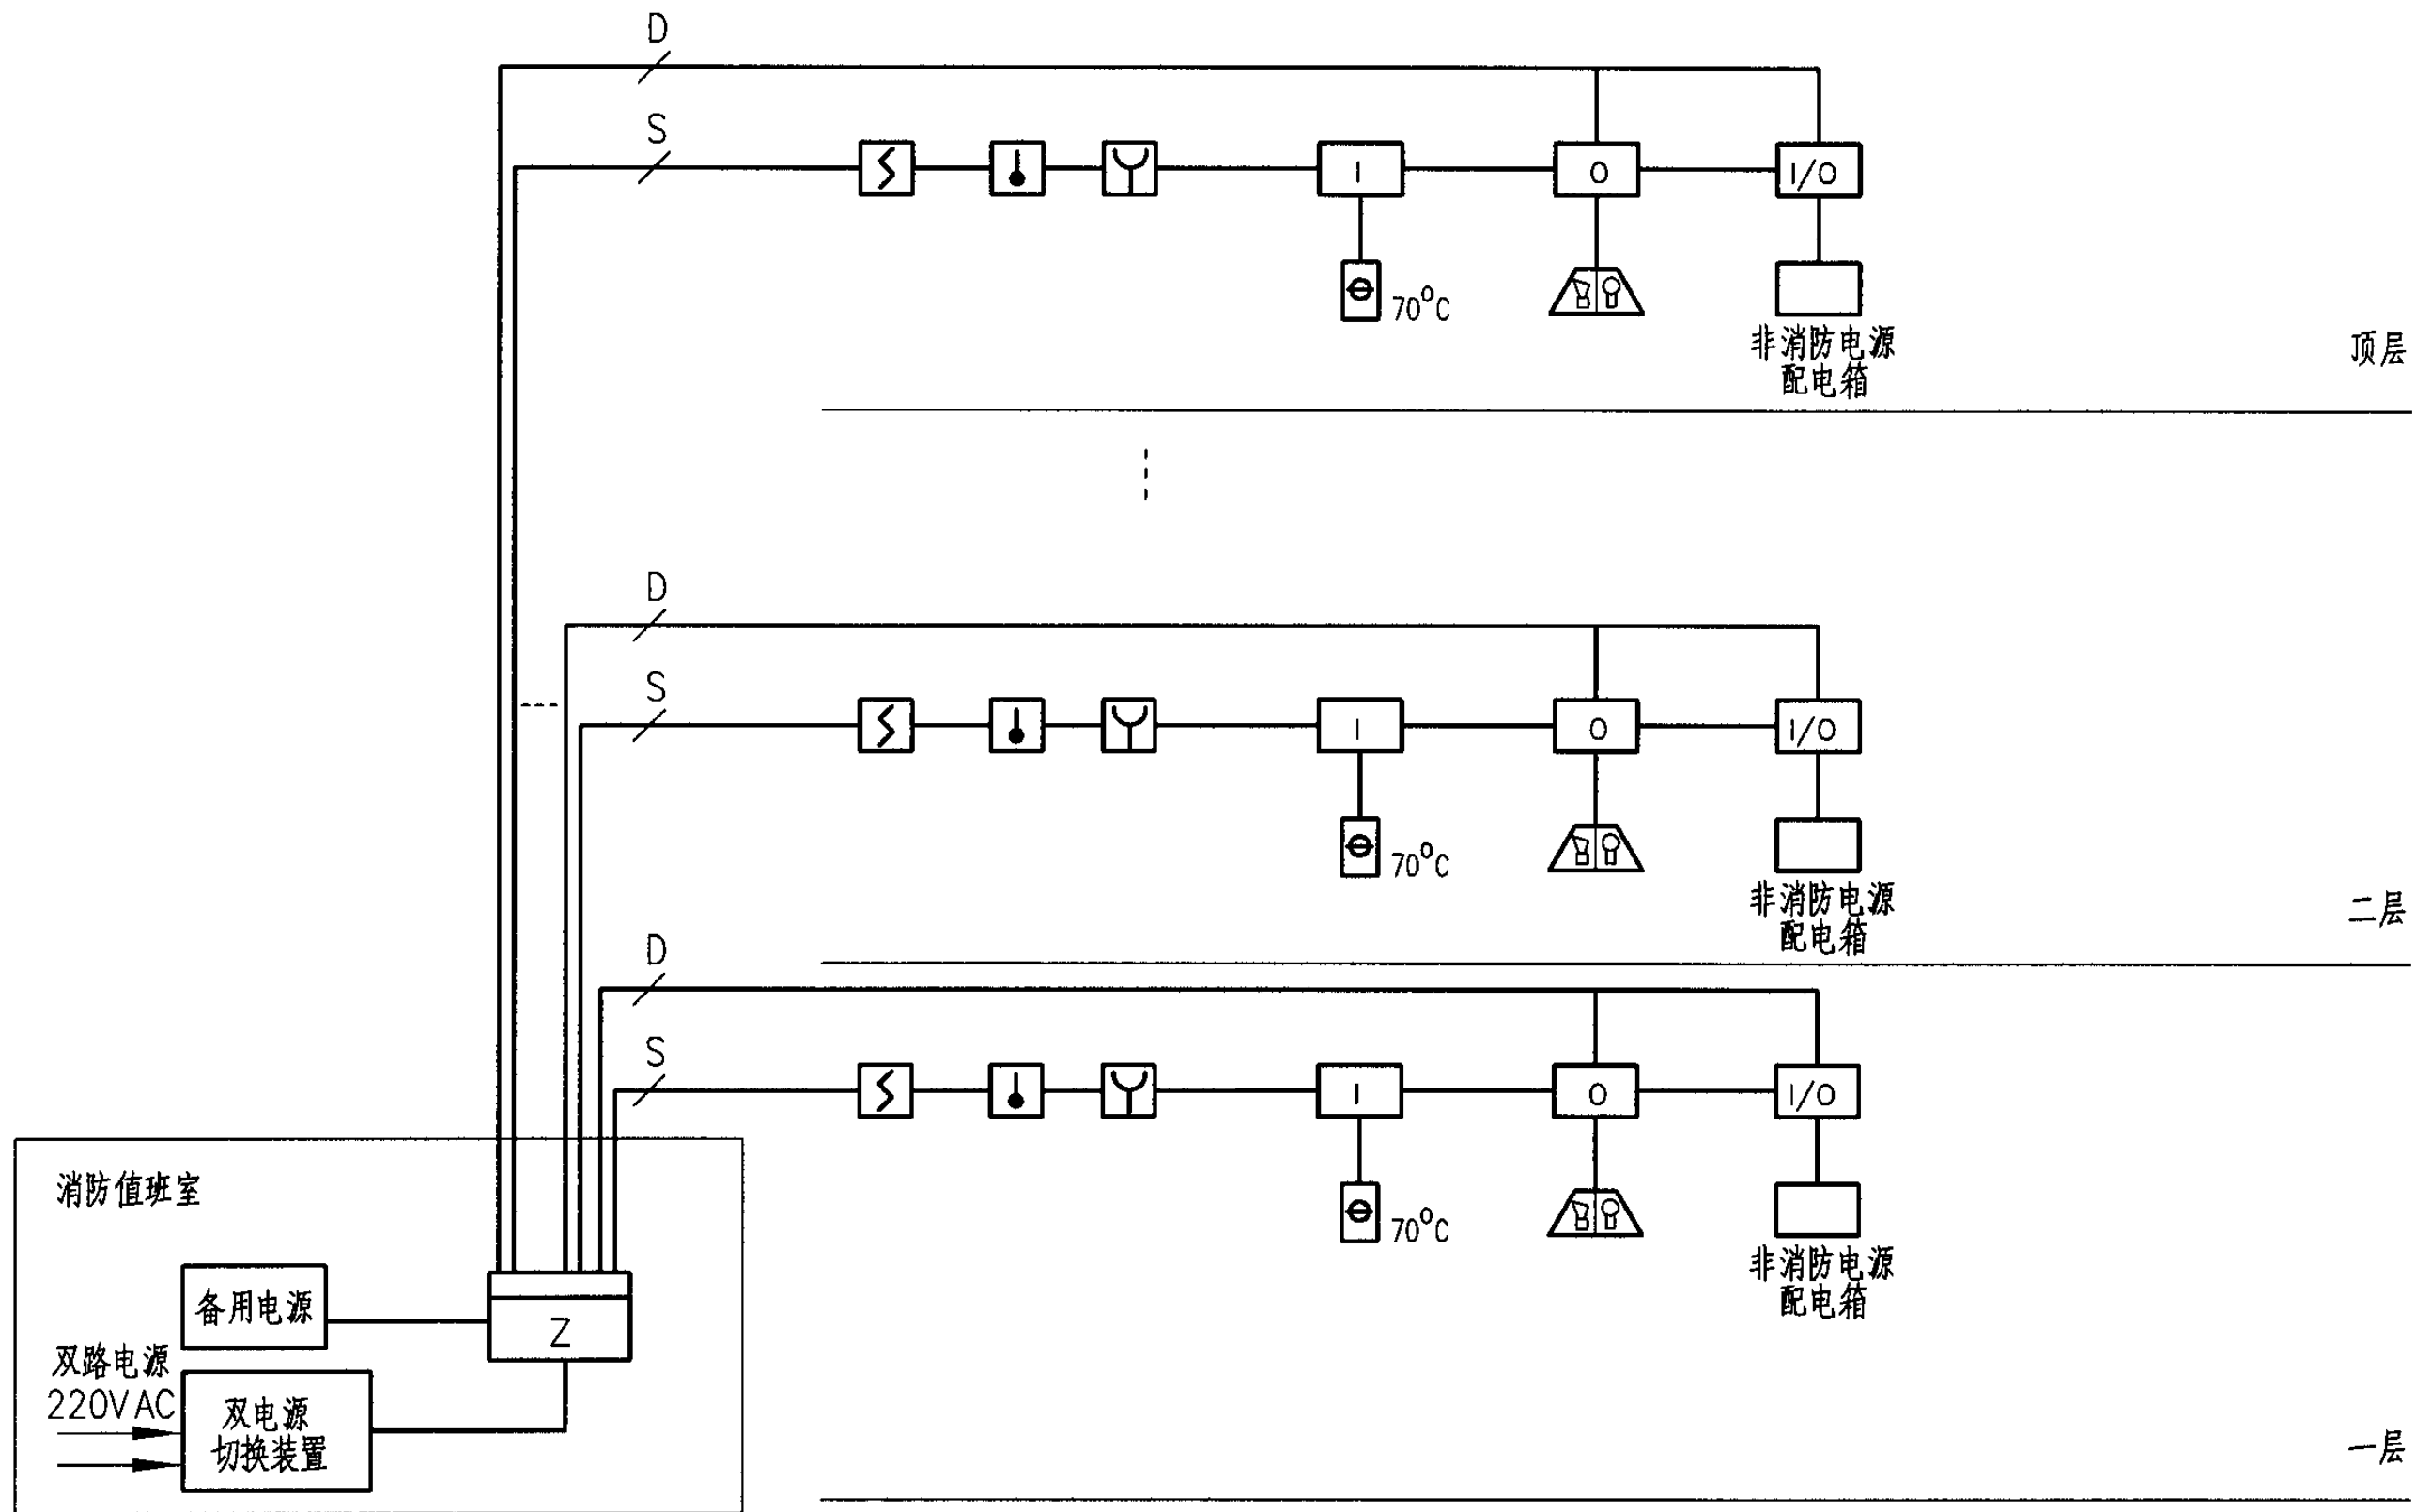 D
S
I
O
I/O
70°C
非消防电源
配电箱
顶层
D
S
I
O
I/O
70°C
非消防电源
配电箱
二层
D
S
I
O
I/O
70°C
非消防电源
配电箱
一层
消防值班室
备用电源
Z
双路电源
220VAC
双电源
切换装置